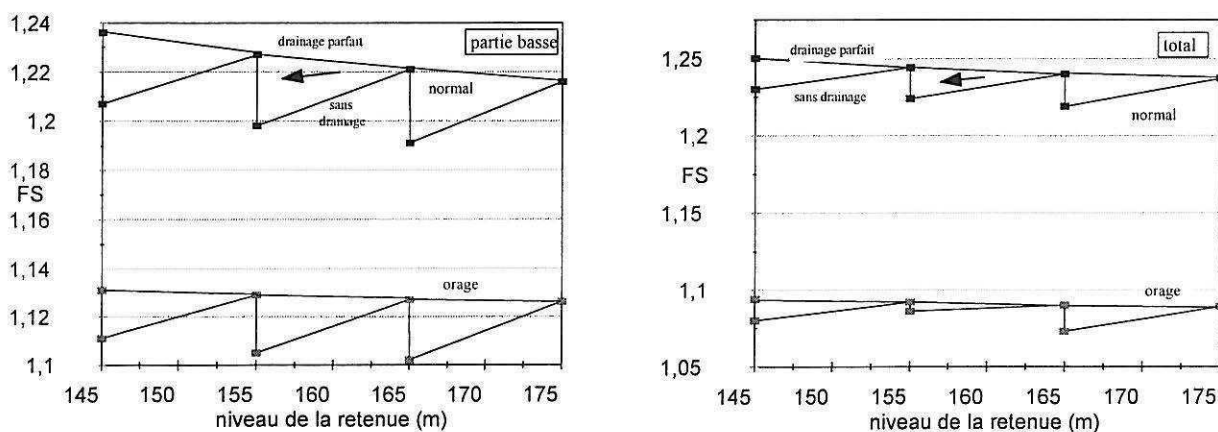 1,24
1,22
1,2
1,18
FS
1,16
1,14
1,12
1,1
drainage parfait
partie basse
normal
sans
drainage
orage
145 150 155 160 165 170 175
niveau de la retenue (m)
1,25
1,2
FS
1,15
1,1
1,05
drainage parfait
total
sans drainage
normal
orage
145 150 155 160 165 170 175
niveau de la retenue (m)